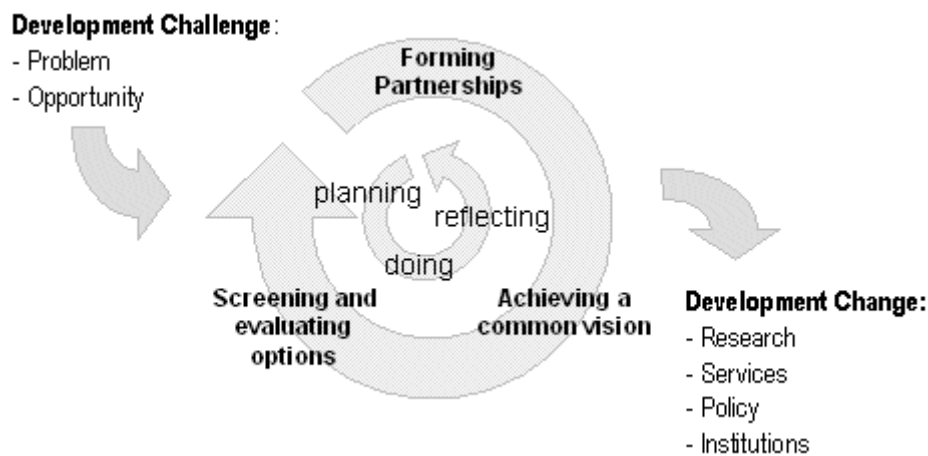 Development Challenge:
- Problem
- Opportunity
Forming
Partnerships
planning
reflecting
doing
Screening and
evaluating
options
Achieving a
common vision
Development Change:
- Research
- Services
- Policy
- Institutions